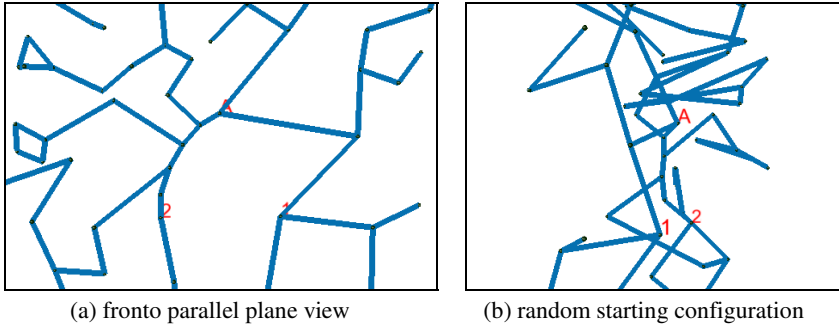 A
2
1
A
1
2
(a) fronto parallel plane view
(b) random starting configuration